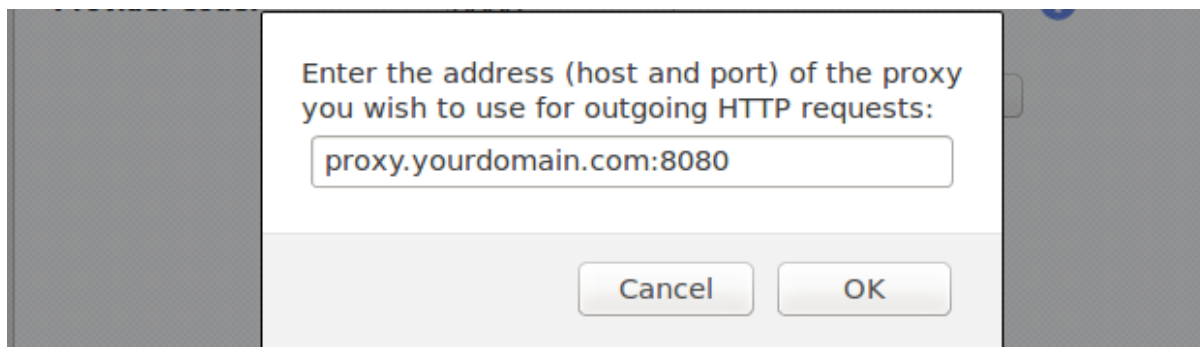 Enter the address (host and port) of the proxy
you wish to use for outgoing HTTP requests:
proxy.yourdomain.com:8080
Cancel OK